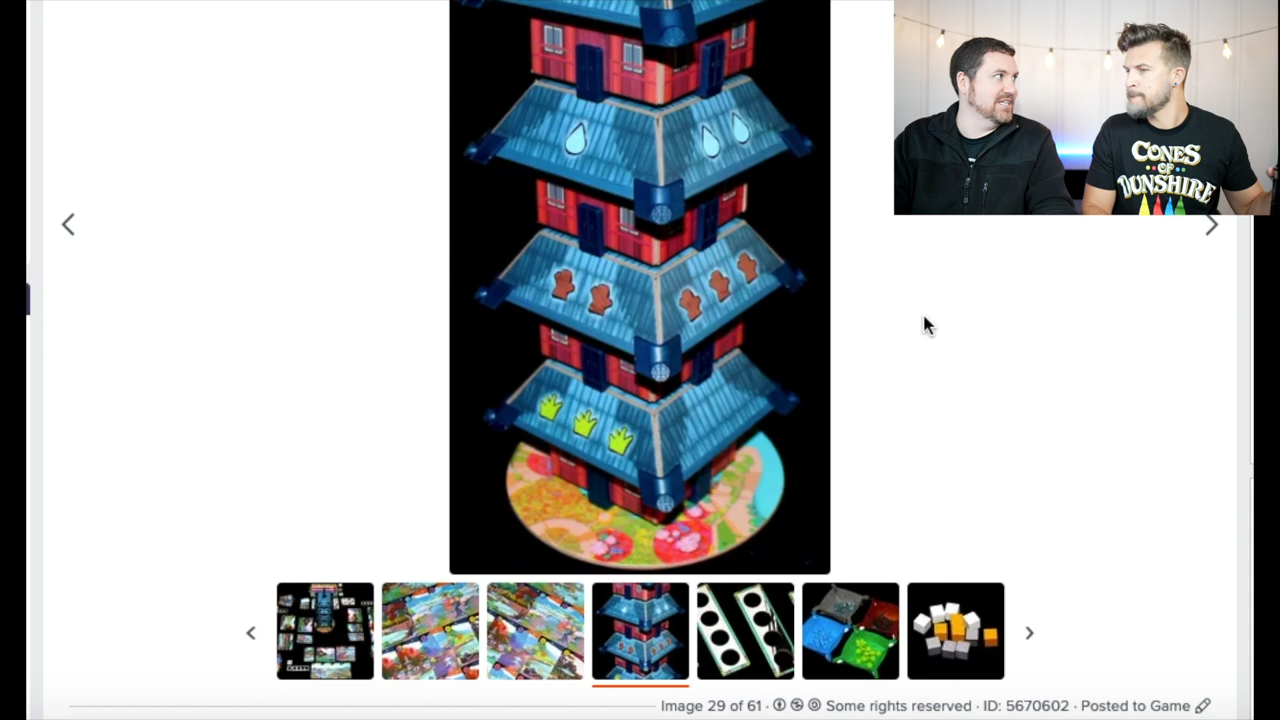 CONES
OF
DUNSHIRE
Image 29 of 61 · Some rights reserved · ID: 5670602 · Posted to Game